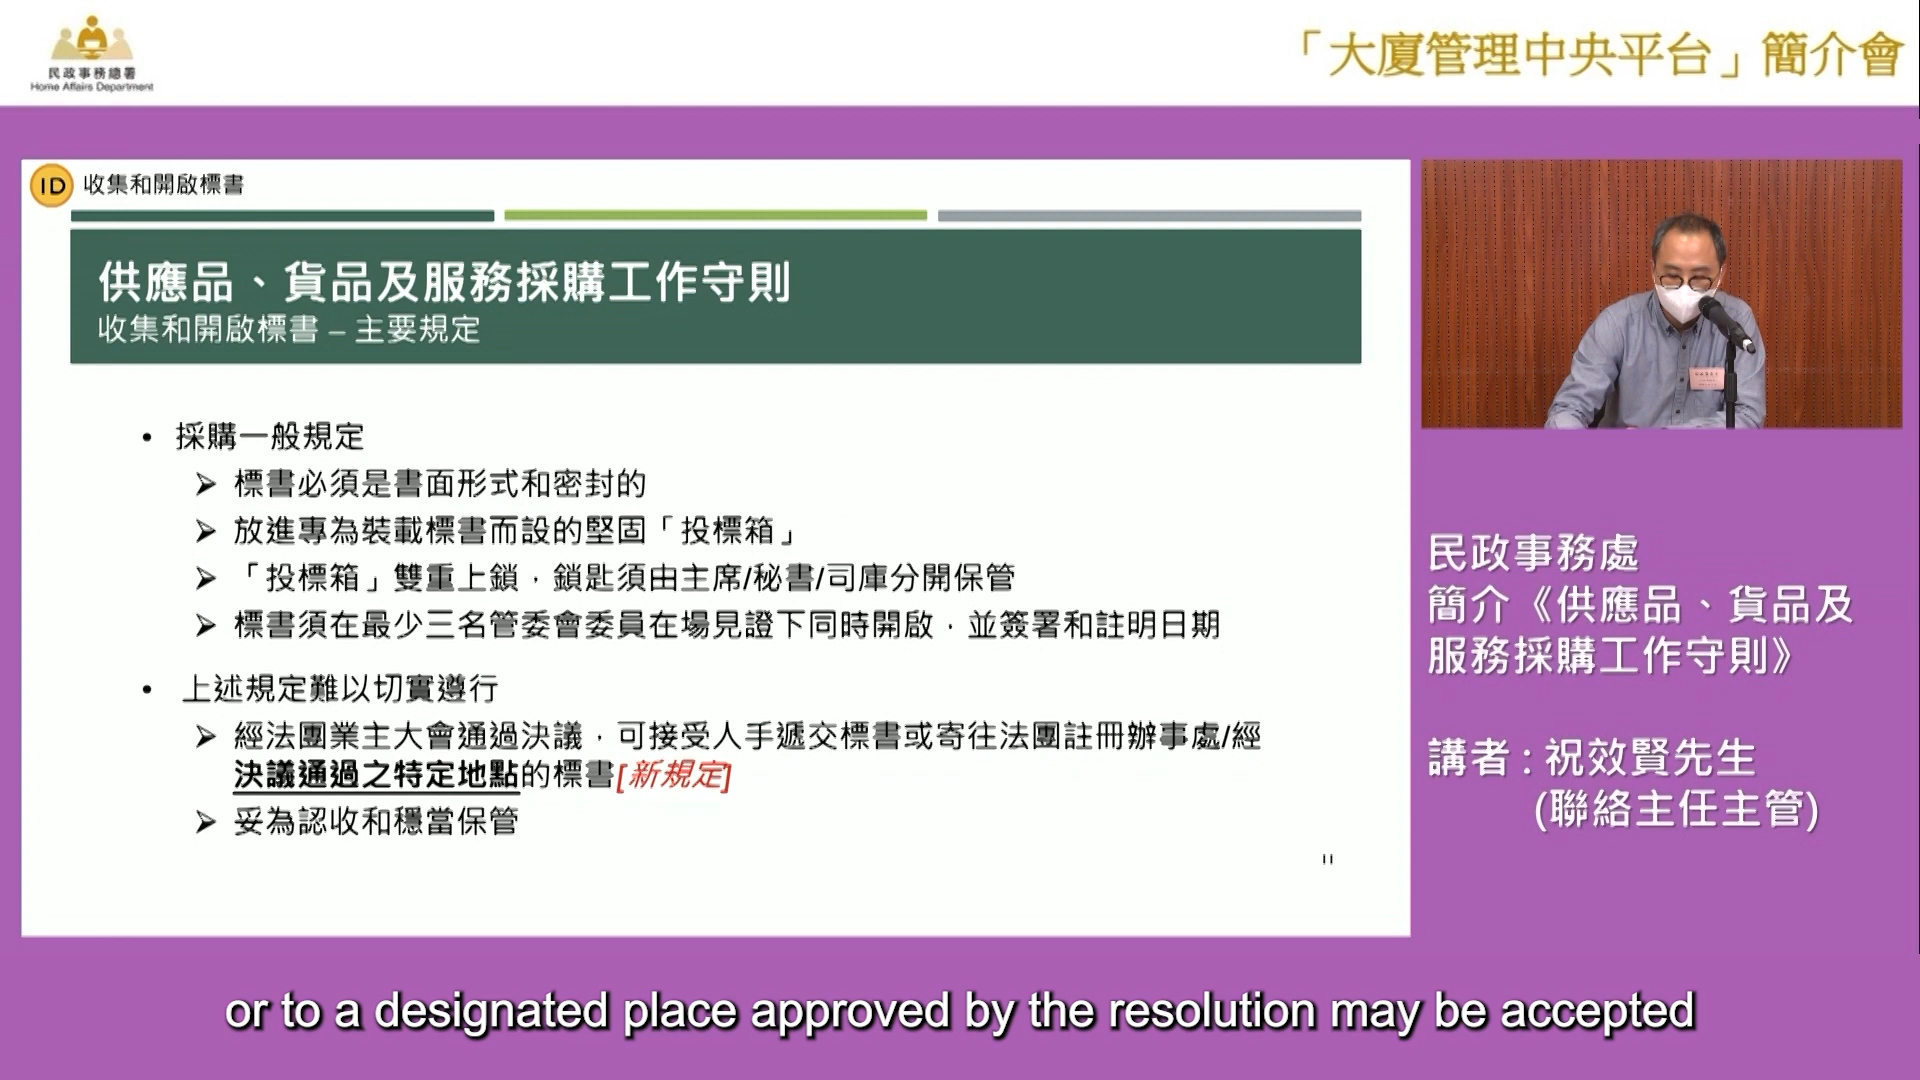 民政事務總署
Home Affairs Department
「大廈管理中央平台」簡介會
ID 收集和開啟標書
供應品、貨品及服務採購工作守則
收集和開啟標書 – 主要規定
• 採購一般規定
➢ 標書必須是書面形式和密封的
➢ 放進專為裝載標書而設的堅固「投標箱」
➢ 「投標箱」雙重上鎖，鎖匙須由主席/秘書/司庫分開保管
➢ 標書須在最少三名管委會委員在場見證下同時開啟，並簽署和註明日期
• 上述規定難以切實遵行
➢ 經法團業主大會通過決議，可接受人手遞交標書或寄往法團註冊辦事處/經
決議通過之特定地點的標書[新規定]
➢ 妥為認收和穩當保管
11
民政事務處
簡介《供應品、貨品及
服務採購工作守則》
講者 : 祝效賢先生
(聯絡主任主管)
or to a designated place approved by the resolution may be accepted